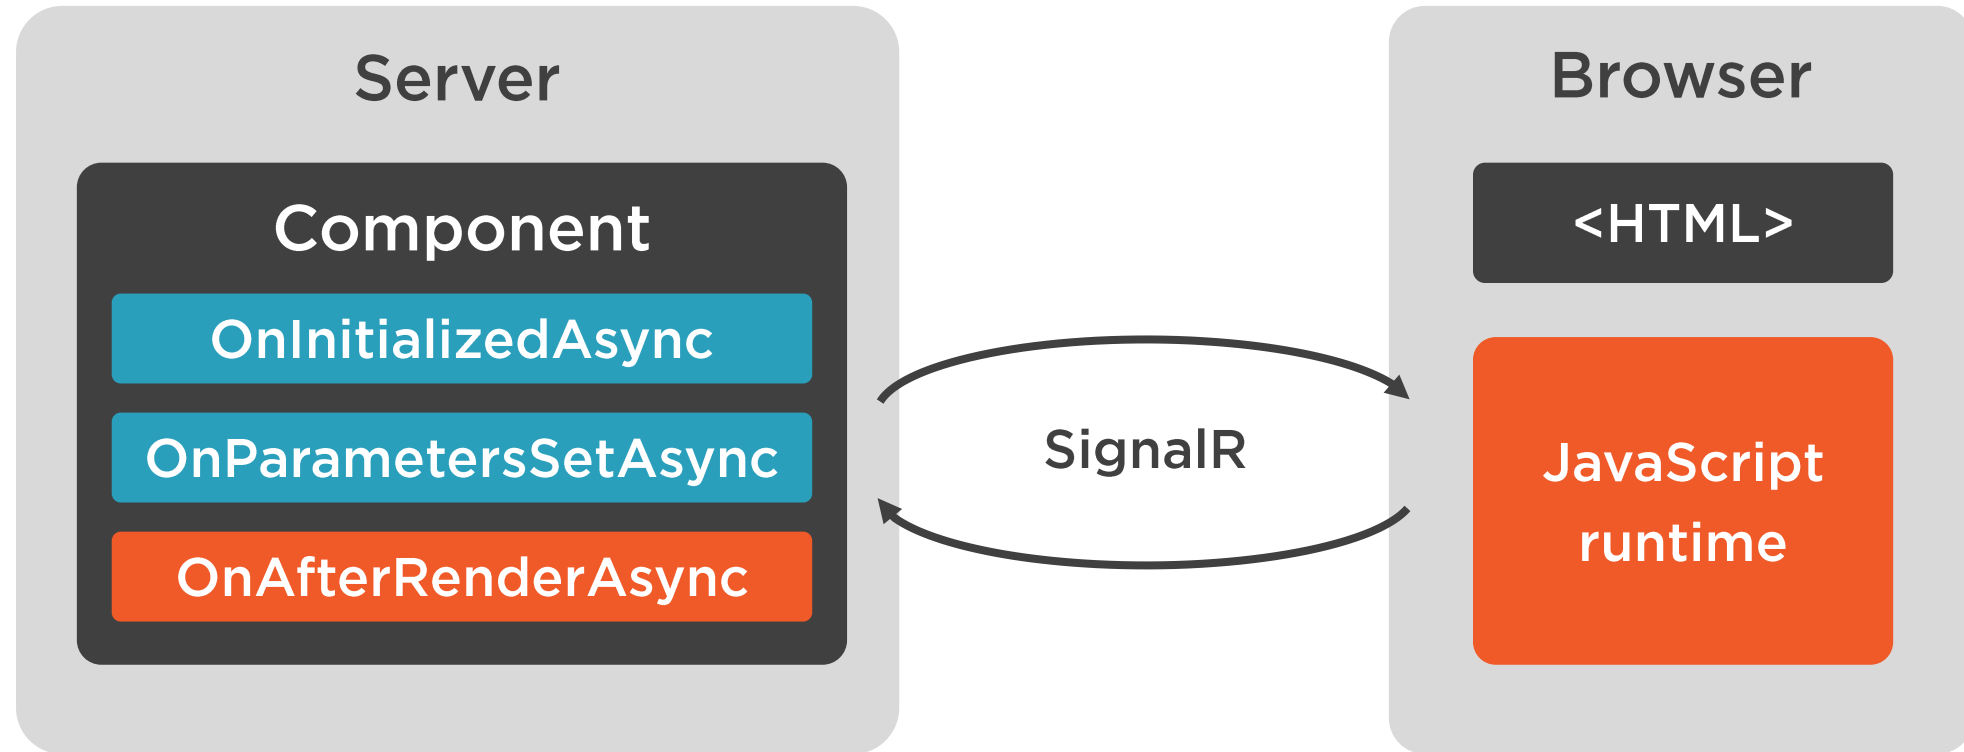 Server
Component
OnInitializedAsync
OnParametersSetAsync
OnAfterRenderAsync
SignalR
Browser
<HTML>
JavaScript
runtime